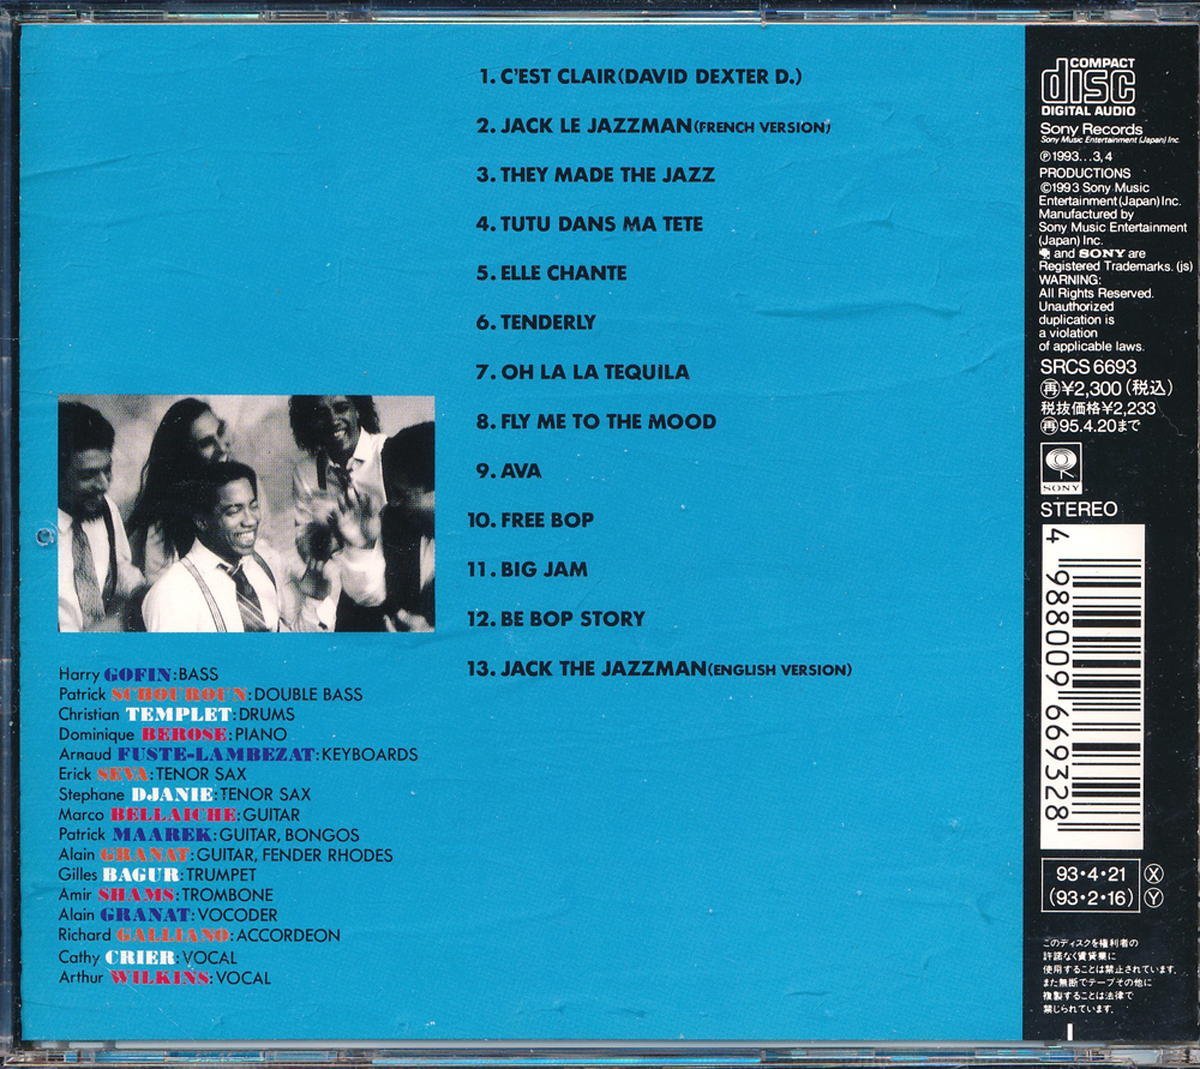 1. C'EST CLAIR(DAVID DEXTER D.)
2. JACK LE JAZZMAN(FRENCH VERSION)
3. THEY MADE THE JAZZ
4. TUTU DANS MA TETE
5. ELLE CHANTE
6. TENDERLY
7. OH LA LA TEQUILA
8. FLY ME TO THE MOOD
9. AVA
10. FREE BOP
11. BIG JAM
12. BE BOP STORY
13. JACK THE JAZZMAN(ENGLISH VERSION)
Harry GOFIN:BASS
Patrick SCHOUROUN:DOUBLE BASS
Christian TEMPLET:DRUMS
Dominique BEROSE:PIANO
Arnaud FUSTE-LAMBEZAT:KEYBOARDS
Erick SEVA:TENOR SAX
Stephane DJANIE:TENOR SAX
Marco BELLAICHE:GUITAR
Patrick MAAREK:GUITAR, BONGOS
Alain GRANAT:GUITAR, FENDER RHODES
Gilles BAGUR:TRUMPET
Amir SHAMS:TROMBONE
Alain GRANAT:VOCODER
Richard GALLIANO:ACCORDEON
Cathy CRIER:VOCAL
Arthur WILKINS:VOCAL
COMPACT
disc
DIGITAL AUDIO
Sony Records
Sony Music Entertainment (Japan) Inc.
Ⓟ1993...3,4
PRODUCTIONS
©1993 Sony Music
Entertainment(Japan)Inc.
Manufactured by
Sony Music Entertainment
(Japan) Inc.
and SONY are
Registered Trademarks. (js)
WARNING:
All Rights Reserved.
Unauthorized
duplication is
a violation
of applicable laws.
SRCS 6693
㊢¥2,300(税込)
税抜価格¥2,233
㊢95.4.20まで
SONY
STEREO
4 988009 669328
93・4・21 Ⓧ
(93・2・16) Ⓨ
このディスクを権利者の
許諾なく賃貸業に
使用することは禁止されています。
また無断でテープその他に
複製することは法律で
禁じられています。